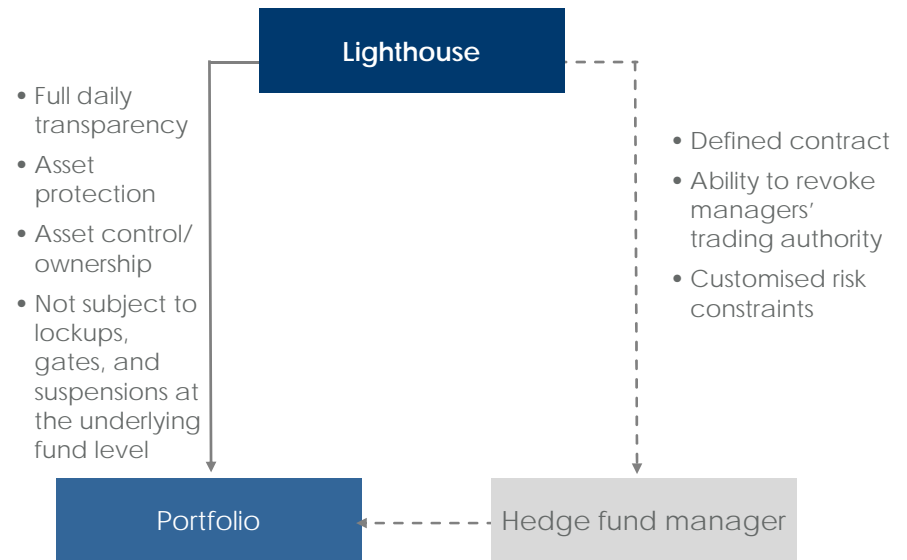 Lighthouse
• Full daily
transparency
• Asset
protection
• Asset control/
ownership
• Not subject to
lockups,
gates, and
suspensions at
the underlying
fund level
• Defined contract
• Ability to revoke
managers’
trading authority
• Customised risk
constraints
Portfolio
Hedge fund manager